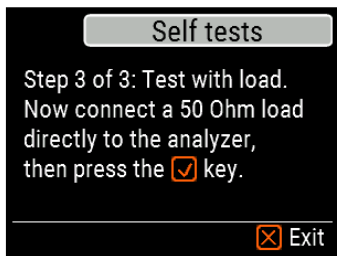 Self tests
Step 3 of 3: Test with load.
Now connect a 50 Ohm load
directly to the analyzer,
then press the ✓ key.
Exit